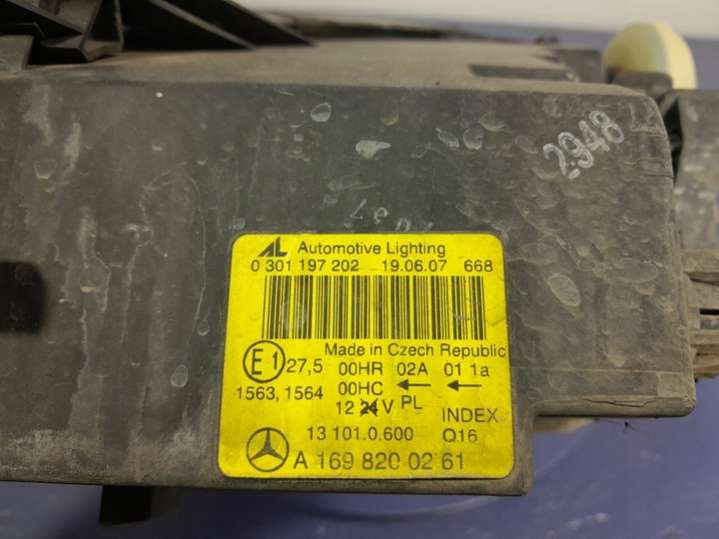 2948
AL Automotive Lighting
0 301 197 202 19.06.07 668
Made in Czech Republic
E1 27,5 00HR 02A 01 1a
1563, 1564 00HC ← ←
12 24 V PL INDEX
13 101.0.600 Q16
A 169 820 02 61